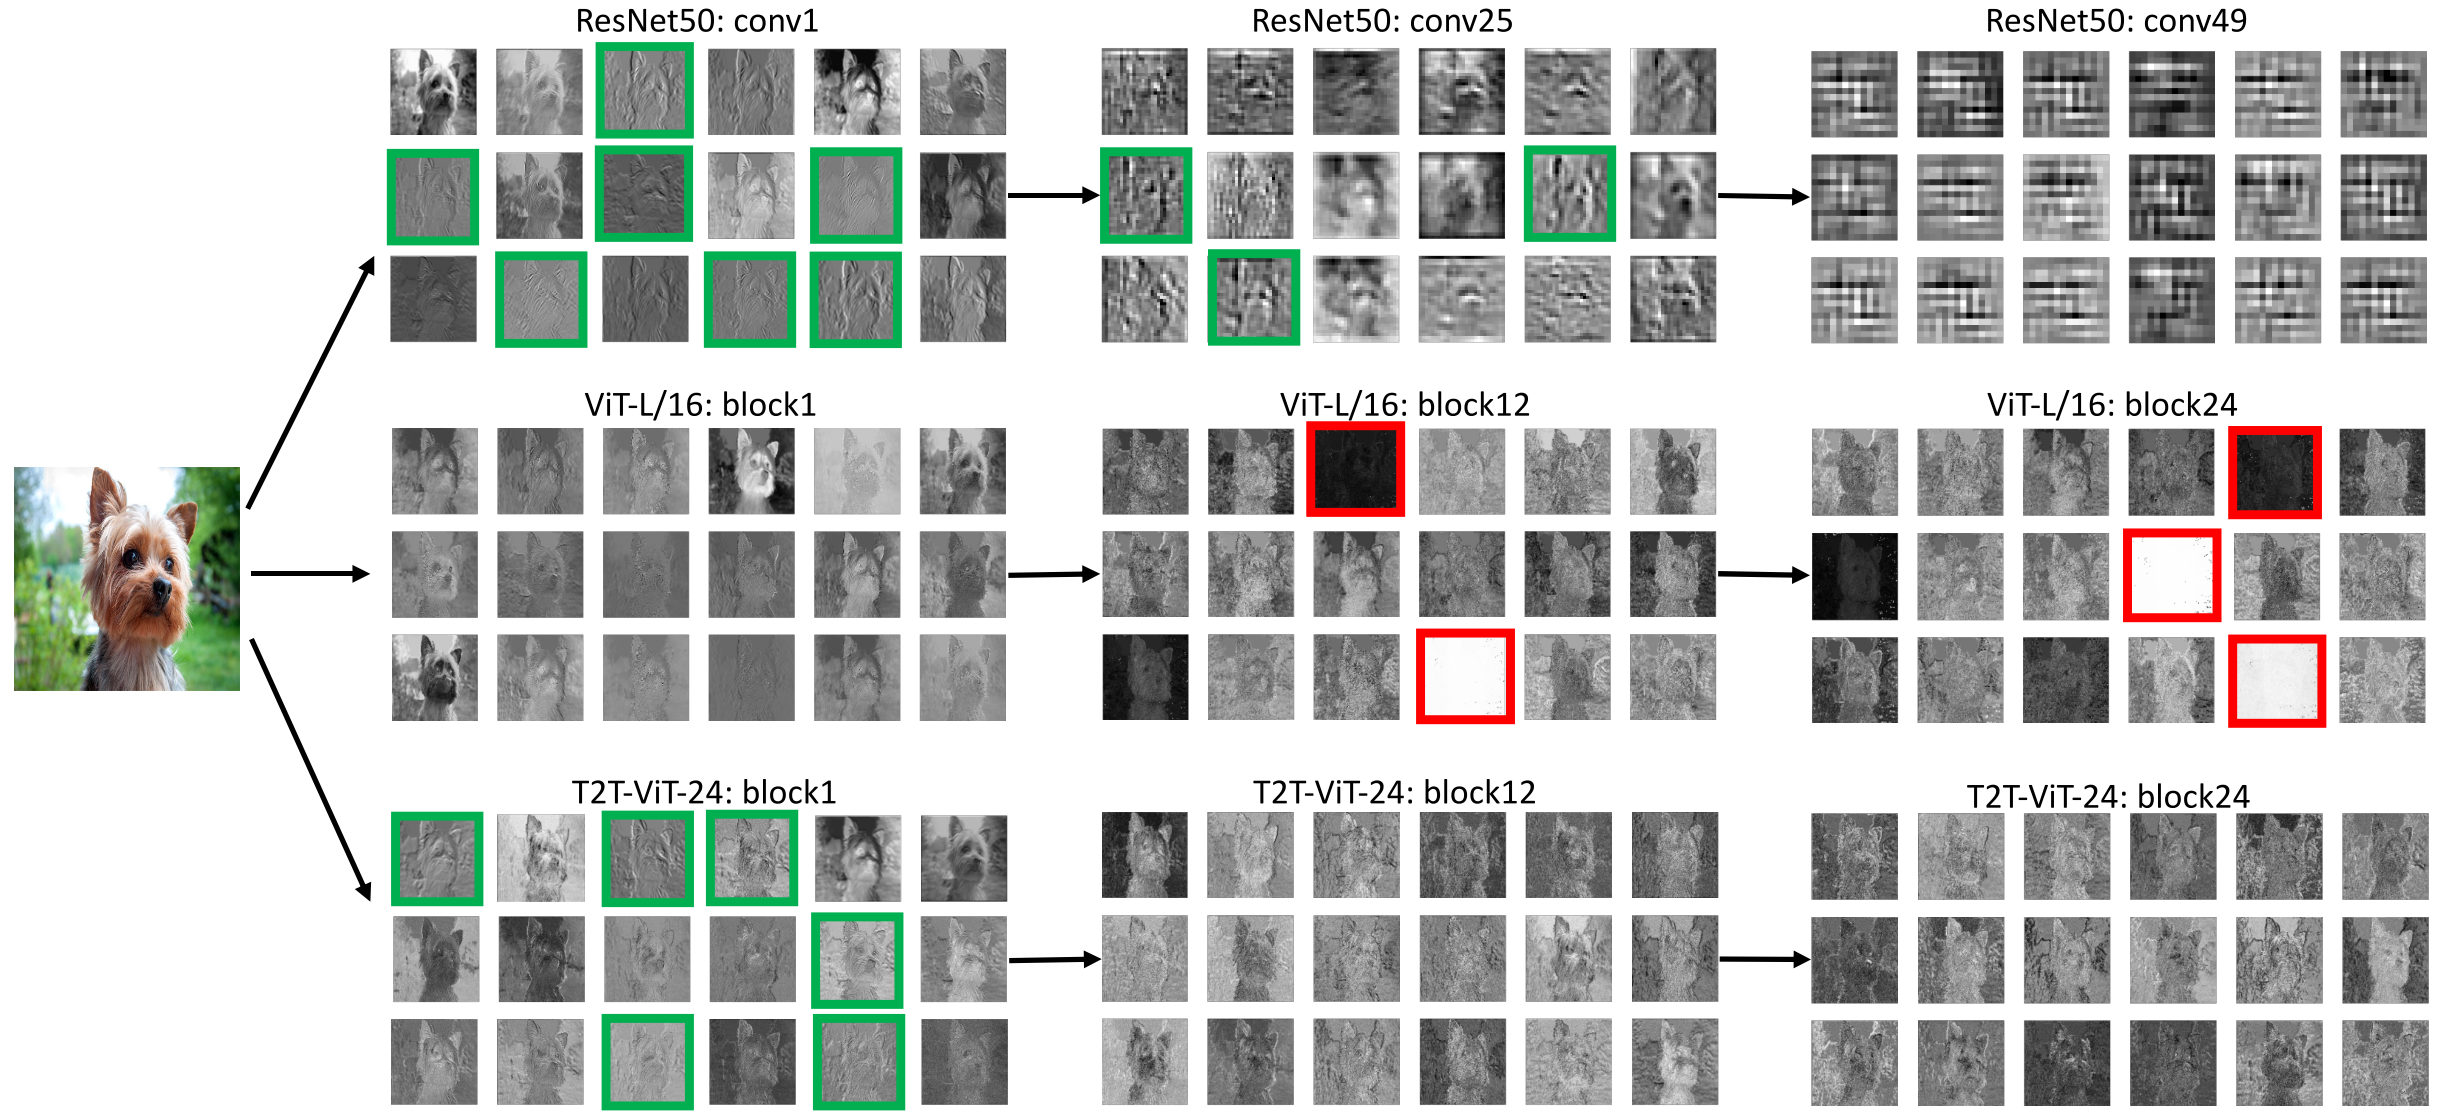 ResNet50: conv1
ResNet50: conv25
ResNet50: conv49
ViT-L/16: block1
ViT-L/16: block12
ViT-L/16: block24
T2T-ViT-24: block1
T2T-ViT-24: block12
T2T-ViT-24: block24